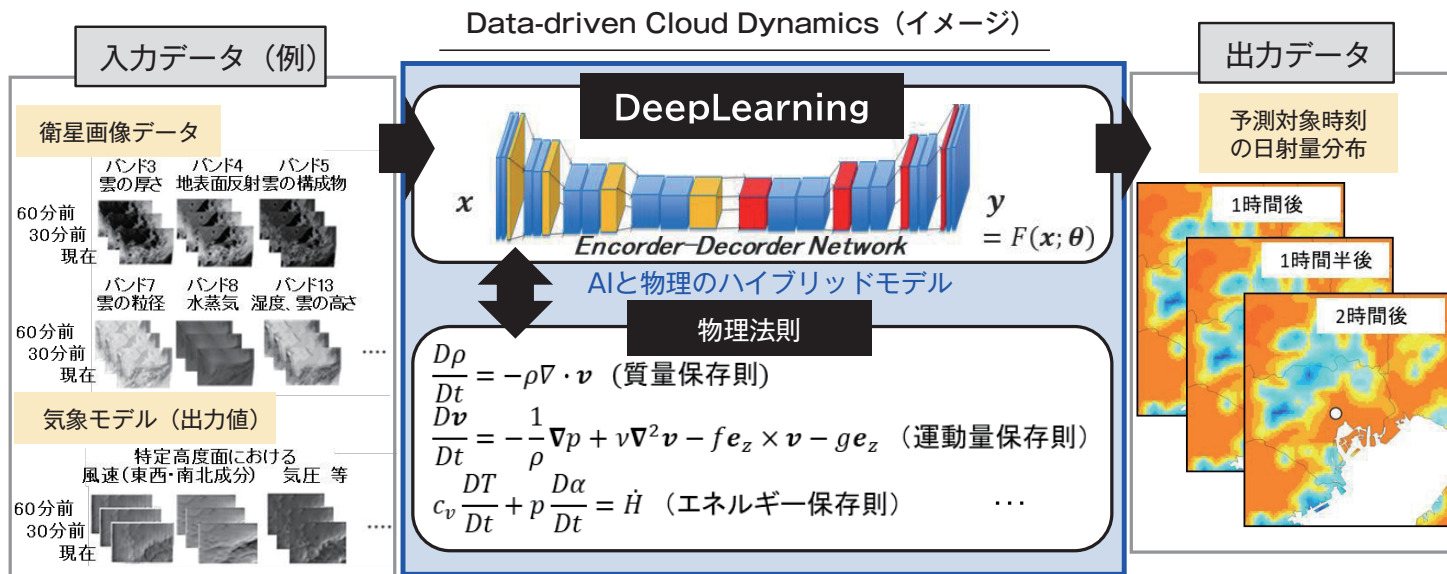 Data-driven Cloud Dynamics（イメージ）
入力データ（例）
衛星画像データ
バンド3 バンド4 バンド5
雲の厚さ 地表面反射 雲の構成物
60分前
30分前
現在
バンド7 バンド8 バンド13
雲の粒径 水蒸気 湿度、雲の高さ
60分前
30分前
現在
....
気象モデル（出力値）
特定高度面における
風速（東西・南北成分） 気圧 等
60分前
30分前
現在
....
DeepLearning
x
y
= F(x; θ)
Encorder-Decorder Network
AIと物理のハイブリッドモデル
物理法則
Dρ/Dt = −ρ∇・v （質量保存則)
Dv/Dt = −1/ρ ∇p + ν∇²v − fe_z × v − ge_z （運動量保存則）
c_v DT/Dt + p Dα/Dt = Ḣ （エネルギー保存則） …
出力データ
予測対象時刻
の日射量分布
1時間後
1時間半後
2時間後